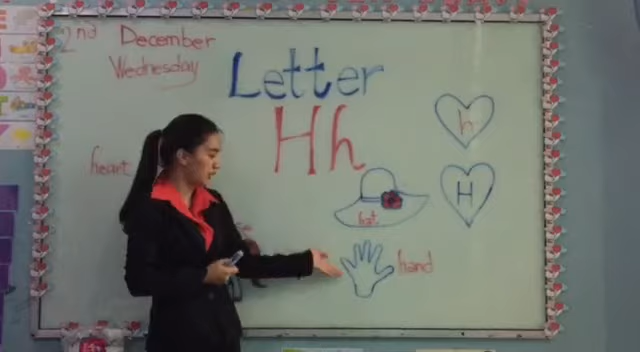 2nd December
Wednesday
Letter
Hh
h
heart
H
hat
hand